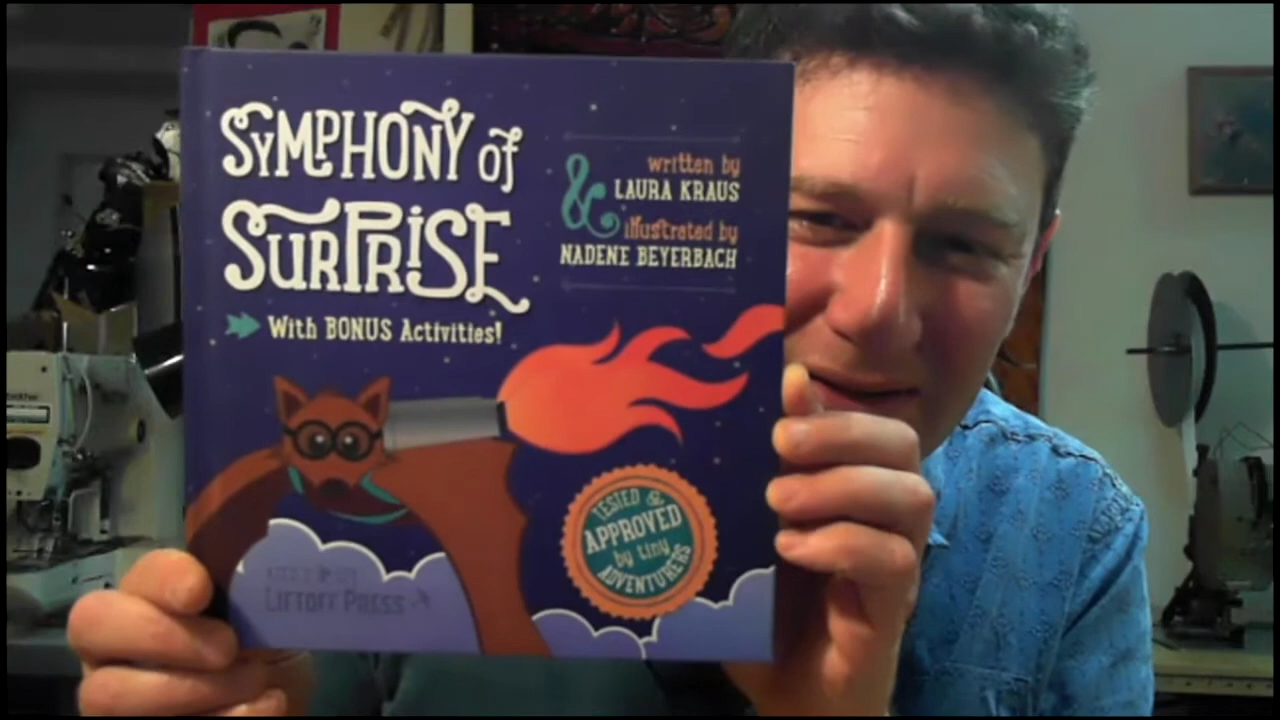 SYMPHONY OF
SURPRISE
With BONUS Activities!
written by
LAURA KRAUS
&
illustrated by
NADENE BEYERBACH
TESTED &
APPROVED
by tiny
ADVENTURERS
LIFTOFF PRESS
brother